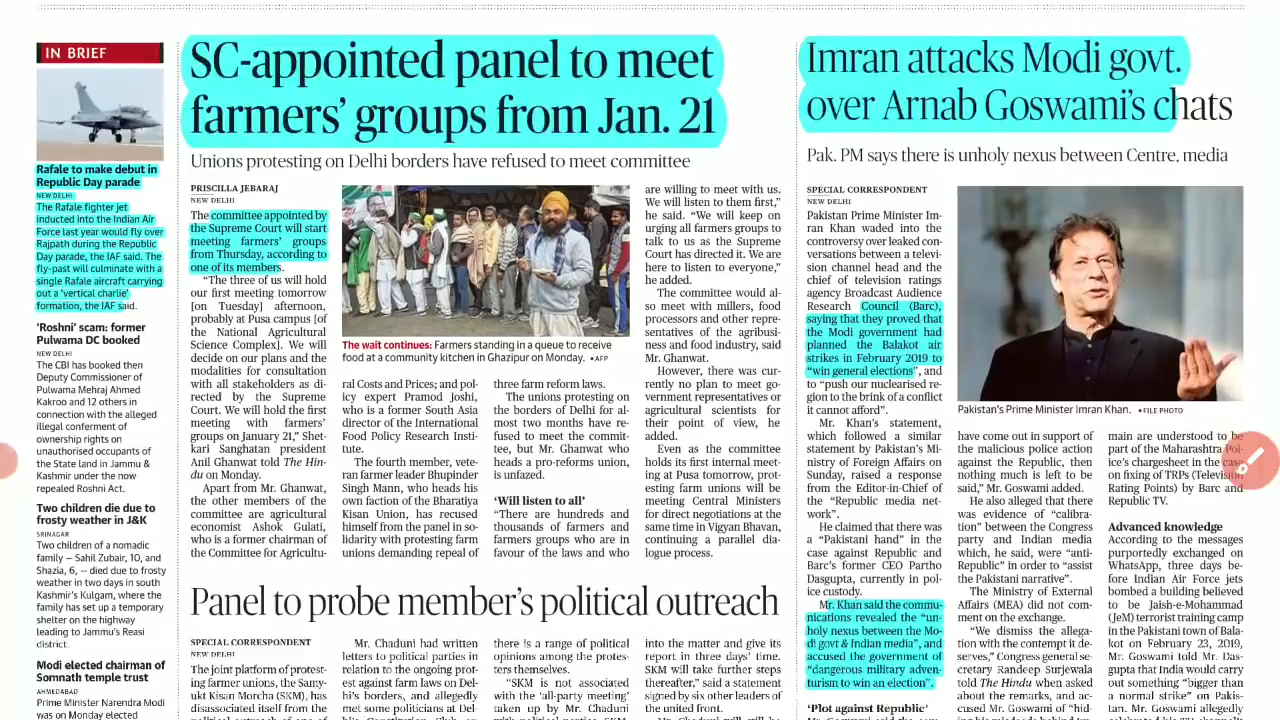 IN BRIEF
Rafale to make debut in
Republic Day parade
NEW DELHI
The Rafale fighter jet
inducted into the Indian Air
Force last year would fly over
Rajpath during the Republic
Day parade, the IAF said. The
fly-past will culminate with a
single Rafale aircraft carrying
out a 'vertical charlie'
formation, the IAF said.
'Roshni' scam: former
Pulwama DC booked
NEW DELHI
The CBI has booked then
Deputy Commissioner of
Pulwama Mehraj Ahmed
Kakroo and 12 others in
connection with the alleged
illegal conferment of
ownership rights on
unauthorised occupants of
the State land in Jammu &
Kashmir under the now
repealed Roshni Act.
Two children die due to
frosty weather in J&K
SRINAGAR
Two children of a nomadic
family — Sahil Zubair, 10, and
Shazia, 6, -- died due to frosty
weather in two days in south
Kashmir's Kulgam, where the
family has set up a temporary
shelter on the highway
leading to Jammu's Reasi
district.
Modi elected chairman of
Somnath temple trust
AHMEDABAD
Prime Minister Narendra Modi
was on Monday elected
SC-appointed panel to meet
farmers' groups from Jan. 21
Unions protesting on Delhi borders have refused to meet committee
PRISCILLA JEBARAJ
NEW DELHI
The committee appointed by
the Supreme Court will start
meeting farmers' groups
from Thursday, according to
one of its members.
"The three of us will hold
our first meeting tomorrow
[on Tuesday] afternoon,
probably at Pusa campus [of
the National Agricultural
Science Complex]. We will
decide on our plans and the
modalities for consultation
with all stakeholders as di-
rected by the Supreme
Court. We will hold the first
meeting with farmers'
groups on January 21," Shet-
kari Sanghatan president
Anil Ghanwat told The Hin-
du on Monday.
Apart from Mr. Ghanwat,
the other members of the
committee are agricultural
economist Ashok Gulati,
who is a former chairman of
the Committee for Agricultu-
The wait continues: Farmers standing in a queue to receive
food at a community kitchen in Ghazipur on Monday. •AFP
ral Costs and Prices; and pol-
icy expert Pramod Joshi,
who is a former South Asia
director of the International
Food Policy Research Insti-
tute.
The fourth member, vete-
ran farmer leader Bhupinder
Singh Mann, who heads his
own faction of the Bharatiya
Kisan Union, has recused
himself from the panel in so-
lidarity with protesting farm
unions demanding repeal of
three farm reform laws.
The unions protesting on
the borders of Delhi for al-
most two months have re-
fused to meet the commit-
tee, but Mr. Ghanwat who
heads a pro-reforms union,
is unfazed.
'Will listen to all'
"There are hundreds and
thousands of farmers and
farmers groups who are in
favour of the laws and who
are willing to meet with us.
We will listen to them first,"
he said. "We will keep on
urging all farmers groups to
talk to us as the Supreme
Court has directed it. We are
here to listen to everyone,"
he added.
The committee would al-
so meet with millers, food
processors and other repre-
sentatives of the agribusi-
ness and food industry, said
Mr. Ghanwat.
However, there was cur-
rently no plan to meet go-
vernment representatives or
agricultural scientists for
their point of view, he
added.
Even as the committee
holds its first internal meet-
ing at Pusa tomorrow, pro-
testing farm unions will be
meeting Central Ministers
for direct negotiations at the
same time in Vigyan Bhavan,
continuing a parallel dia-
logue process.
Panel to probe member's political outreach
SPECIAL CORRESPONDENT
NEW DELHI
The joint platform of protest-
ing farmer unions, the Samy-
ukt Kisan Morcha (SKM), has
disassociated itself from the
Mr. Chaduni had written
letters to political parties in
relation to the ongoing prot-
est against farm laws on Del-
hi's borders, and allegedly
met some politicians at Del-
there is a range of political
opinions among the protes-
ters themselves.
"SKM is not associated
with the 'all-party meeting'
taken up by Mr. Chaduni
into the matter and give its
report in three days' time.
SKM will take further steps
thereafter," said a statement
signed by six other leaders of
the united front.
Imran attacks Modi govt.
over Arnab Goswami's chats
Pak. PM says there is unholy nexus between Centre, media
SPECIAL CORRESPONDENT
NEW DELHI
Pakistan Prime Minister Im-
ran Khan waded into the
controversy over leaked con-
versations between a televi-
sion channel head and the
chief of television ratings
agency Broadcast Audience
Research Council (Barc),
saying that they proved that
the Modi government had
planned the Balakot air
strikes in February 2019 to
"win general elections", and
to "push our nuclearised re-
gion to the brink of a conflict
it cannot afford".
Mr. Khan's statement,
which followed a similar
statement by Pakistan's Mi-
nistry of Foreign Affairs on
Sunday, raised a response
from the Editor-in-Chief of
the "Republic media net-
work".
He claimed that there was
a "Pakistani hand" in the
case against Republic and
Barc's former CEO Partho
Dasgupta, currently in pol-
ice custody.
Mr. Khan said the commu-
nications revealed the "un-
holy nexus between the Mo-
di govt & Indian media", and
accused the government of
"dangerous military adven-
turism to win an election".
'Plot against Republic'
Pakistan's Prime Minister Imran Khan. •FILE PHOTO
have come out in support of
the malicious police action
against the Republic, then
nothing much is left to be
said," Mr. Goswami added.
He also alleged that there
was evidence of "calibra-
tion" between the Congress
party and Indian media
which, he said, were "anti-
Republic" in order to "assist
the Pakistani narrative".
The Ministry of External
Affairs (MEA) did not com-
ment on the exchange.
"We dismiss the allega-
tion with the contempt it de-
serves," Congress general se-
cretary Randeep Surjewala
told The Hindu when asked
about the remarks, and ac-
cused Mr. Goswami of "hid-
main are understood to be
part of the Maharashtra Pol-
ice's chargesheet in the case
on fixing of TRPs (Television
Rating Points) by Barc and
Republic TV.
Advanced knowledge
According to the messages
purportedly exchanged on
WhatsApp, three days be-
fore Indian Air Force jets
bombed a building believed
to be Jaish-e-Mohammad
(JeM) terrorist training camp
in the Pakistani town of Bala-
kot on February 23, 2019,
Mr. Goswami told Mr. Das-
gupta that India would carry
out something "bigger than
a normal strike" on Pakis-
tan. Mr. Goswami allegedly